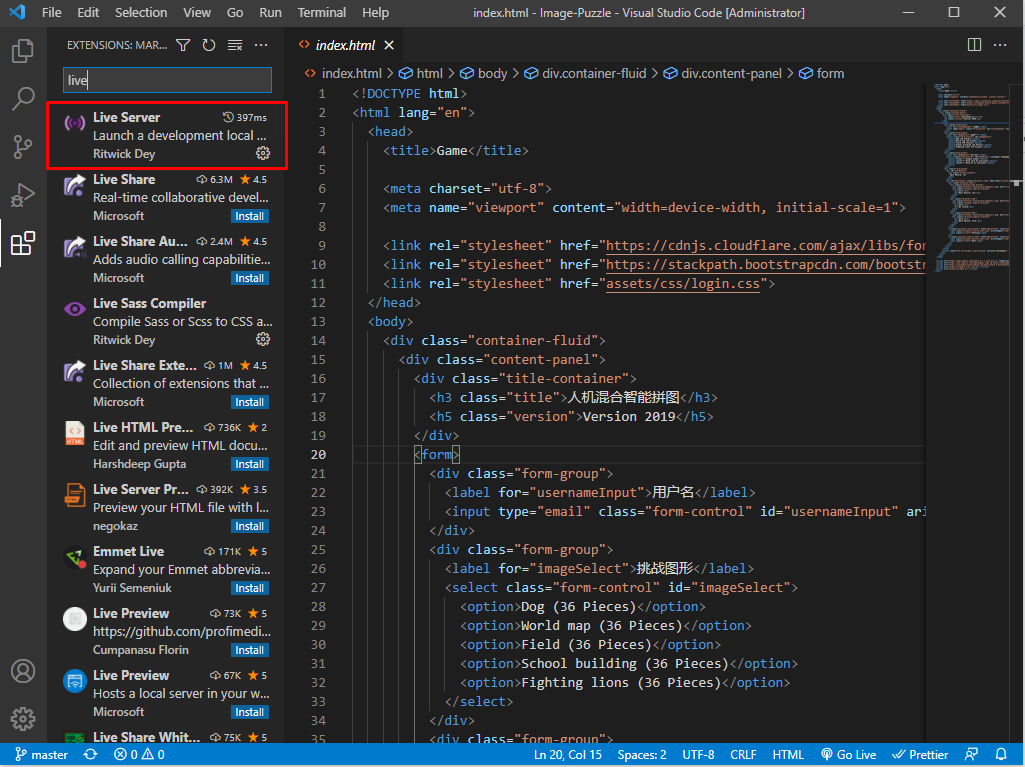 File Edit Selection View Go Run Terminal Help index.html - Image-Puzzle - Visual Studio Code [Administrator]
EXTENSIONS: MAR...
live
Live Server 397ms
Launch a development local ...
Ritwick Dey
Live Share 6.3M 4.5
Real-time collaborative devel...
Microsoft Install
Live Share Au... 2.4M 4.5
Adds audio calling capabilitie...
Microsoft Install
Live Sass Compiler
Compile Sass or Scss to CSS a...
Ritwick Dey
Live Share Exte... 1M 4.5
Collection of extensions that ...
Microsoft Install
Live HTML Pre... 736K 2
Edit and preview HTML docu...
Harshdeep Gupta Install
Live Server Pr... 392K 3.5
Preview your HTML file with l...
negokaz Install
Emmet Live 171K 5
Expand your Emmet abbrevia...
Yurii Semeniuk Install
Live Preview 73K 5
https://github.com/profimedi...
Cumpanasu Florin Install
Live Preview 67K 5
Hosts a local server in your w...
Microsoft Install
Live Share Whit... 75K 5
index.html
index.html > html > body > div.container-fluid > div.content-panel > form
1 <!DOCTYPE html>
2 <html lang="en">
3 <head>
4 <title>Game</title>
5
6 <meta charset="utf-8">
7 <meta name="viewport" content="width=device-width, initial-scale=1">
8
9 <link rel="stylesheet" href="https://cdnjs.cloudflare.com/ajax/libs/for
10 <link rel="stylesheet" href="https://stackpath.bootstrapcdn.com/bootstr
11 <link rel="stylesheet" href="assets/css/login.css">
12 </head>
13 <body>
14 <div class="container-fluid">
15 <div class="content-panel">
16 <div class="title-container">
17 <h3 class="title">人机混合智能拼图</h3>
18 <h5 class="version">Version 2019</h5>
19 </div>
20 <form>
21 <div class="form-group">
22 <label for="usernameInput">用户名</label>
23 <input type="email" class="form-control" id="usernameInput" ari
24 </div>
25 <div class="form-group">
26 <label for="imageSelect">挑战图形</label>
27 <select class="form-control" id="imageSelect">
28 <option>Dog (36 Pieces)</option>
29 <option>World map (36 Pieces)</option>
30 <option>Field (36 Pieces)</option>
31 <option>School building (36 Pieces)</option>
32 <option>Fighting lions (36 Pieces)</option>
33 </select>
34 </div>
35 <div class="form-group">
master 0 0 Ln 20, Col 15 Spaces: 2 UTF-8 CRLF HTML Go Live Prettier